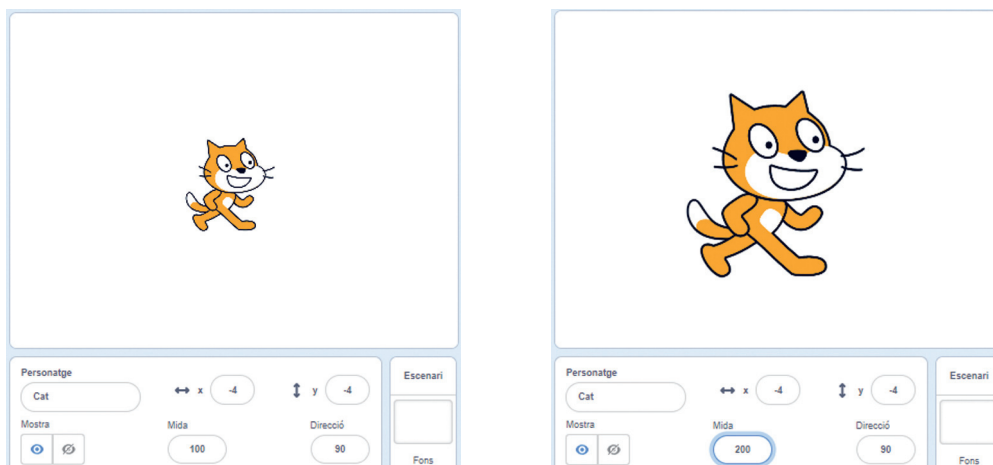 Personatge
Cat
x -4
y -4
Mostra
Mida
100
Direcció
90
Escenari
Fons
Personatge
Cat
x -4
y -4
Mostra
Mida
200
Direcció
90
Escenari
Fons